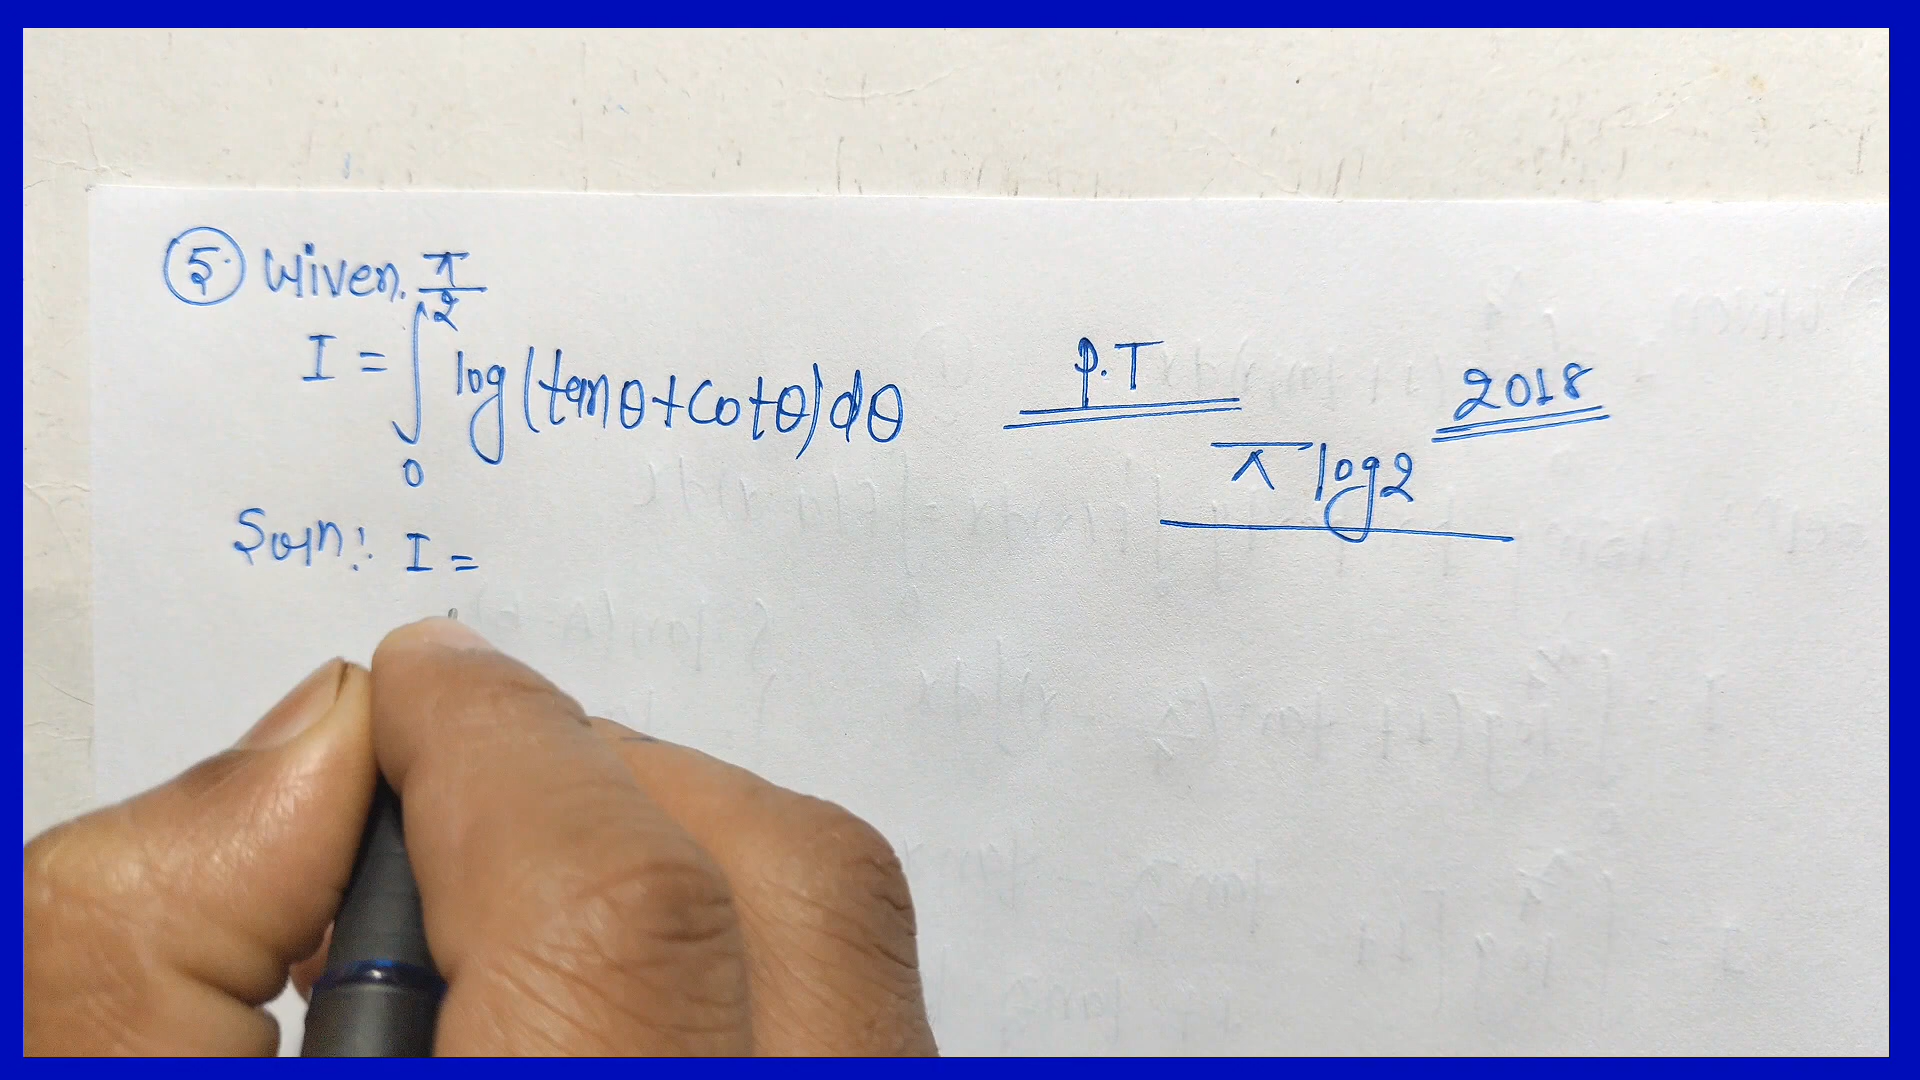 5. Given.
I = ∫₀^(π/2) log(tanθ+cotθ)dθ
P.T
π log2
2018
Soln: I =